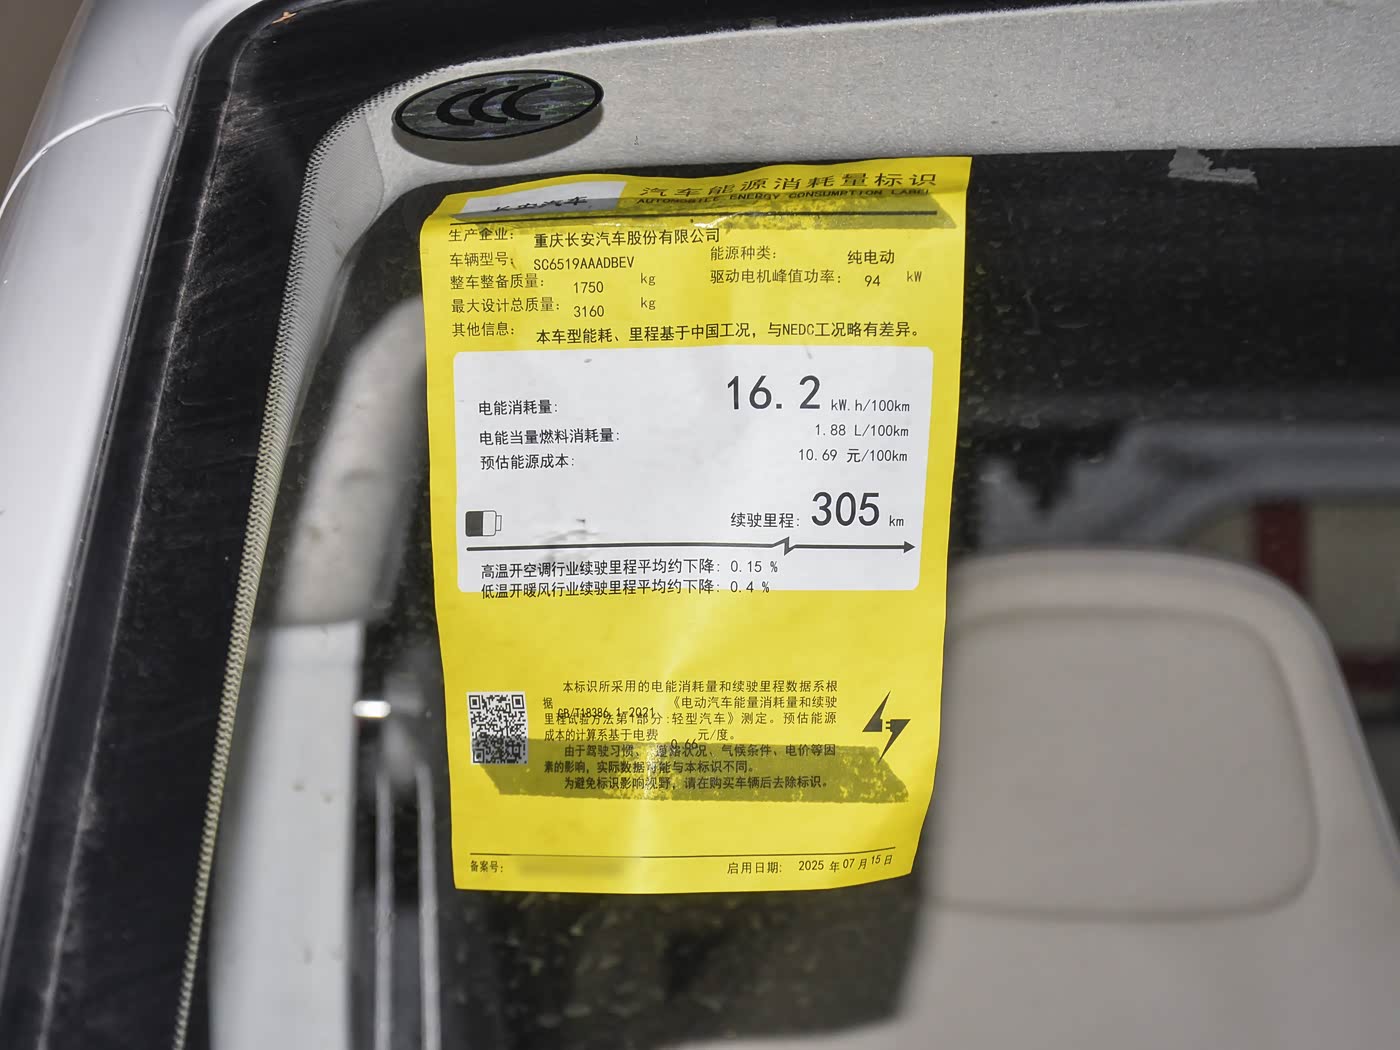 CCC
长安汽车
汽车能源消耗量标识
AUTOMOBILE ENERGY CONSUMPTION LABEL
生产企业: 重庆长安汽车股份有限公司
车辆型号: SC6519AAADBEV 能源种类: 纯电动
整车整备质量: 1750 kg 驱动电机峰值功率: 94 kW
最大设计总质量: 3160 kg
其他信息: 本车型能耗、里程基于中国工况，与NEDC工况略有差异。
电能消耗量: 16.2 kW.h/100km
电能当量燃料消耗量: 1.88 L/100km
预估能源成本: 10.69 元/100km
续驶里程: 305 km
高温开空调行业续驶里程平均约下降: 0.15 %
低温开暖风行业续驶里程平均约下降: 0.4 %
本标识所采用的电能消耗量和续驶里程数据系根
据 GB/T18386.1-2021 《电动汽车能量消耗量和续驶
里程试验方法第1部分:轻型汽车》测定。预估能源
成本的计算系基于电费 0.66 元/度。
由于驾驶习惯、道路状况、气候条件、电价等因
素的影响，实际数据可能与本标识不同。
为避免标识影响视野，请在购买车辆后去除标识。
备案号:
启用日期: 2025 年 07 月 15 日